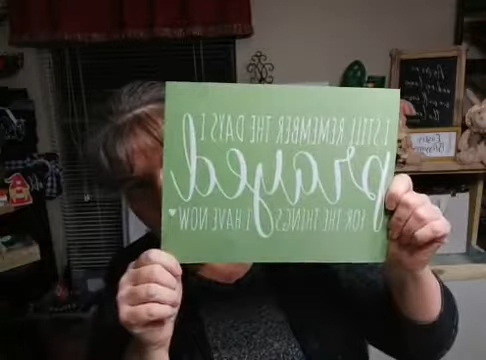 I STILL REMEMBER THE DAYS I
prayed
FOR THE THINGS I HAVE NOW